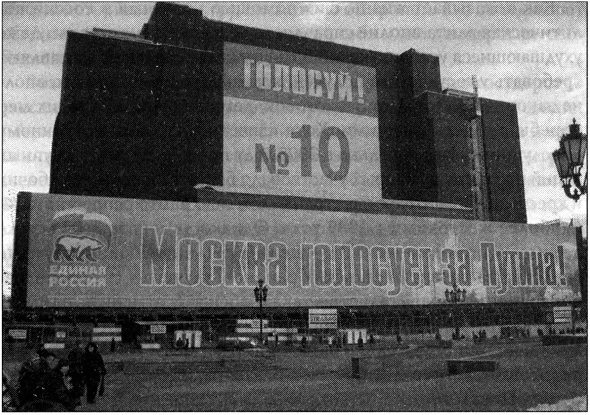 ГОЛОСУЙ!
№10
ЕДИНАЯ
РОССИЯ
Москва голосует за Путина!